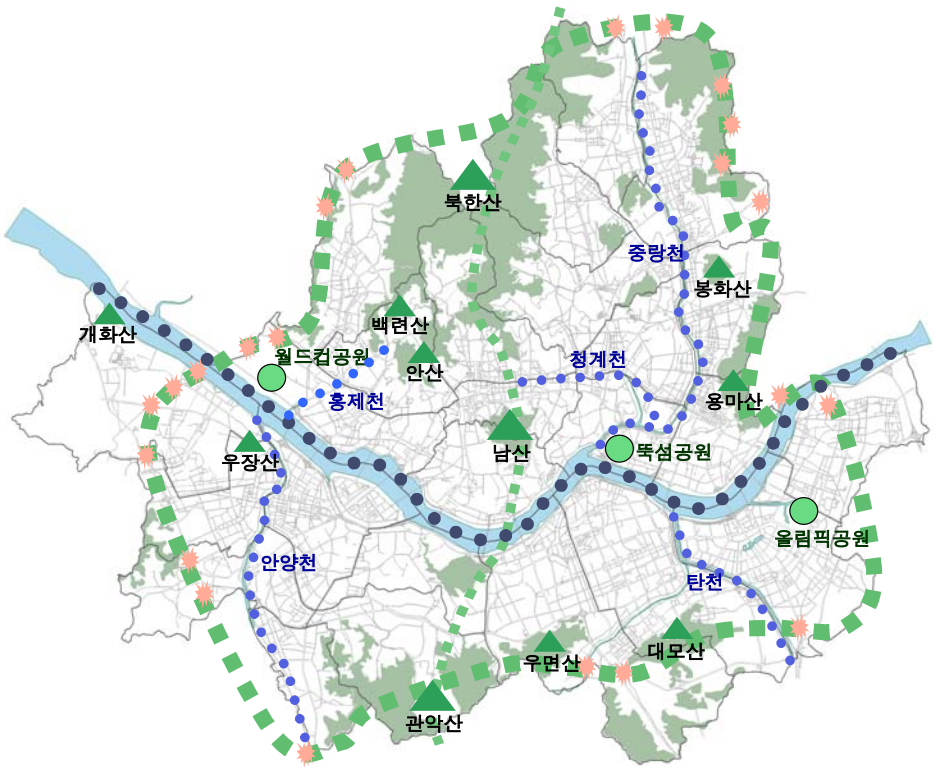 북한산
중랑천
봉화산
개화산
백련산
월드컵공원
안산
청계천
홍제천
용마산
우장산
남산
뚝섬공원
올림픽공원
안양천
탄천
우면산
대모산
관악산